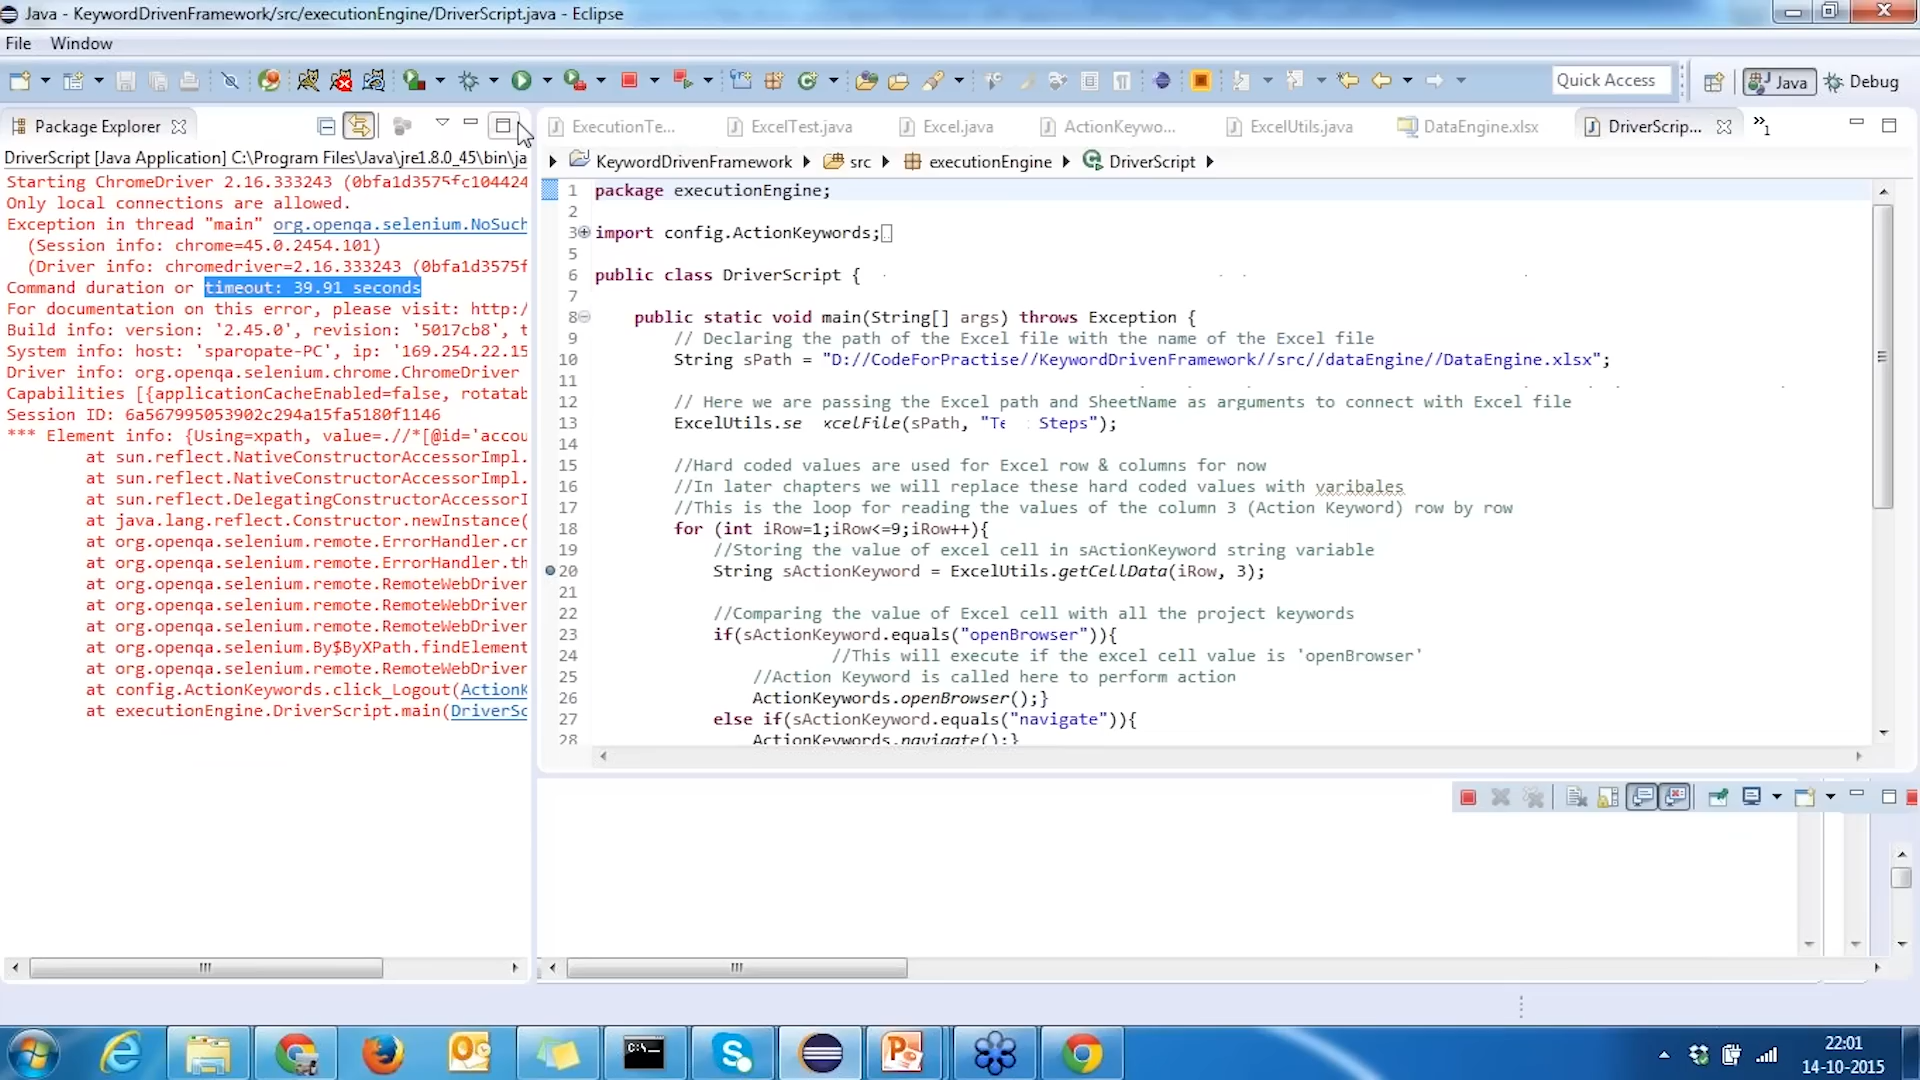 Java - KeywordDrivenFramework/src/executionEngine/DriverScript.java - Eclipse
File Window
Quick Access
Java
Debug
Package Explorer
ExecutionTe...
ExcelTest.java
Excel.java
ActionKeywo...
ExcelUtils.java
DataEngine.xlsx
DriverScrip...
1
DriverScript [Java Application] C:\Program Files\Java\jre1.8.0_45\bin\ja
Starting ChromeDriver 2.16.333243 (0bfa1d3575fc104424
Only local connections are allowed.
Exception in thread "main" org.openqa.selenium.NoSuch
(Session info: chrome=45.0.2454.101)
(Driver info: chromedriver=2.16.333243 (0bfa1d3575f
Command duration or timeout: 39.91 seconds
For documentation on this error, please visit: http:/
Build info: version: '2.45.0', revision: '5017cb8', t
System info: host: 'sparopate-PC', ip: '169.254.22.15
Driver info: org.openqa.selenium.chrome.ChromeDriver
Capabilities [{applicationCacheEnabled=false, rotatab
Session ID: 6a567995053902c294a15fa5180f1146
*** Element info: {Using=xpath, value=.//*[@id='accou
at sun.reflect.NativeConstructorAccessorImpl.
at sun.reflect.NativeConstructorAccessorImpl.
at sun.reflect.DelegatingConstructorAccessorI
at java.lang.reflect.Constructor.newInstance(
at org.openqa.selenium.remote.ErrorHandler.cr
at org.openqa.selenium.remote.ErrorHandler.th
at org.openqa.selenium.remote.RemoteWebDriver
at org.openqa.selenium.remote.RemoteWebDriver
at org.openqa.selenium.remote.RemoteWebDriver
at org.openqa.selenium.By$ByXPath.findElement
at org.openqa.selenium.remote.RemoteWebDriver
at config.ActionKeywords.click_Logout(ActionK
at executionEngine.DriverScript.main(DriverSc
KeywordDrivenFramework src executionEngine DriverScript
1 package executionEngine;
2
3 import config.ActionKeywords;
5
6 public class DriverScript {
7
8 public static void main(String[] args) throws Exception {
9 // Declaring the path of the Excel file with the name of the Excel file
10 String sPath = "D://CodeForPractise//KeywordDrivenFramework//src//dataEngine//DataEngine.xlsx";
11
12 // Here we are passing the Excel path and SheetName as arguments to connect with Excel file
13 ExcelUtils.se xcelFile(sPath, "Te Steps");
14
15 //Hard coded values are used for Excel row & columns for now
16 //In later chapters we will replace these hard coded values with varibales
17 //This is the loop for reading the values of the column 3 (Action Keyword) row by row
18 for (int iRow=1;iRow<=9;iRow++){
19 //Storing the value of excel cell in sActionKeyword string variable
20 String sActionKeyword = ExcelUtils.getCellData(iRow, 3);
21
22 //Comparing the value of Excel cell with all the project keywords
23 if(sActionKeyword.equals("openBrowser")){
24 //This will execute if the excel cell value is 'openBrowser'
25 //Action Keyword is called here to perform action
26 ActionKeywords.openBrowser();}
27 else if(sActionKeyword.equals("navigate")){
28 ActionKeywords.navigate();}
22:01
14-10-2015